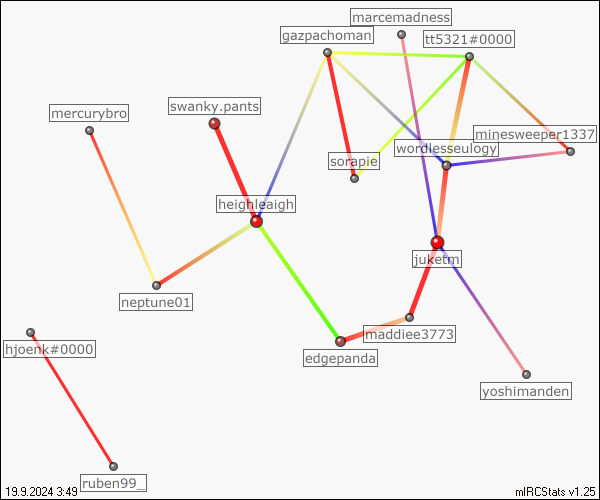 marcemadness
gazpachoman
tt5321#0000
swanky.pants
mercurybro
minesweeper1337
wordlesseulogy
sorapie
heighleaigh
juketm
neptune01
maddiee3773
hjoenk#0000
edgepanda
yoshimanden
ruben99_
19.9.2024 3:49
mIRCStats v1.25